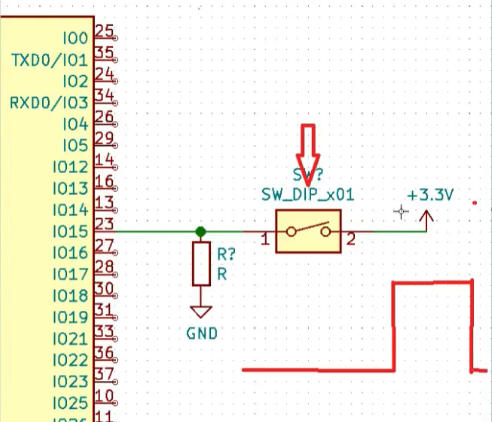 IO0 25
TXD0/IO1 35
IO2 24
RXD0/IO3 34
IO4 26
IO5 29
IO12 14
IO13 16
IO14 13
IO15 23
IO16 27
IO17 28
IO18 30
IO19 31
IO21 33
IO22 36
IO23 37
IO25 10
11
SW?
SW_DIP_x01
1 2
+3.3V
R?
R
GND